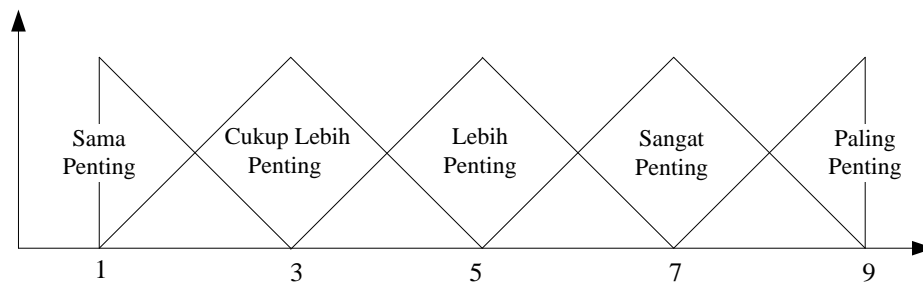 Sama
Penting
Cukup Lebih
Penting
Lebih
Penting
Sangat
Penting
Paling
Penting
1
3
5
7
9